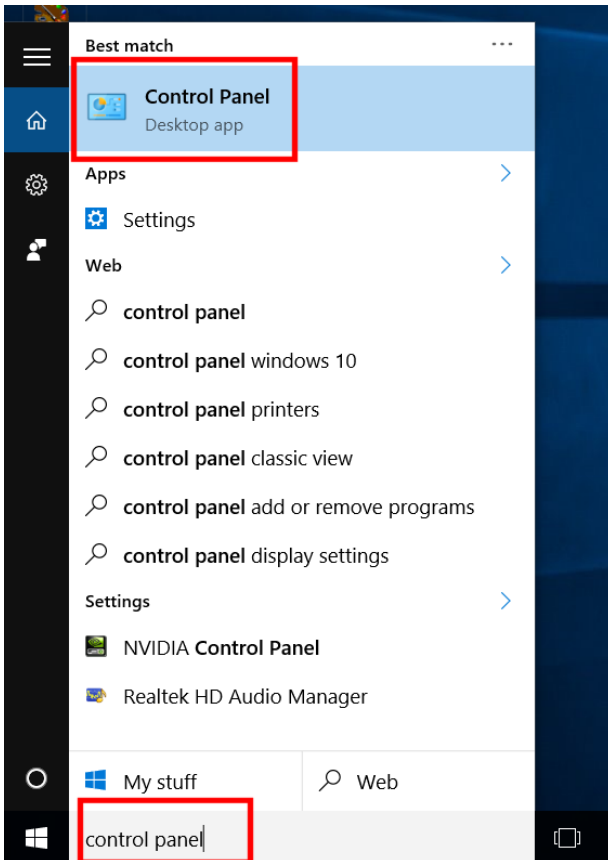 Best match
Control Panel
Desktop app
Apps
Settings
Web
control panel
control panel windows 10
control panel printers
control panel classic view
control panel add or remove programs
control panel display settings
Settings
NVIDIA Control Panel
Realtek HD Audio Manager
My stuff Web
control panel